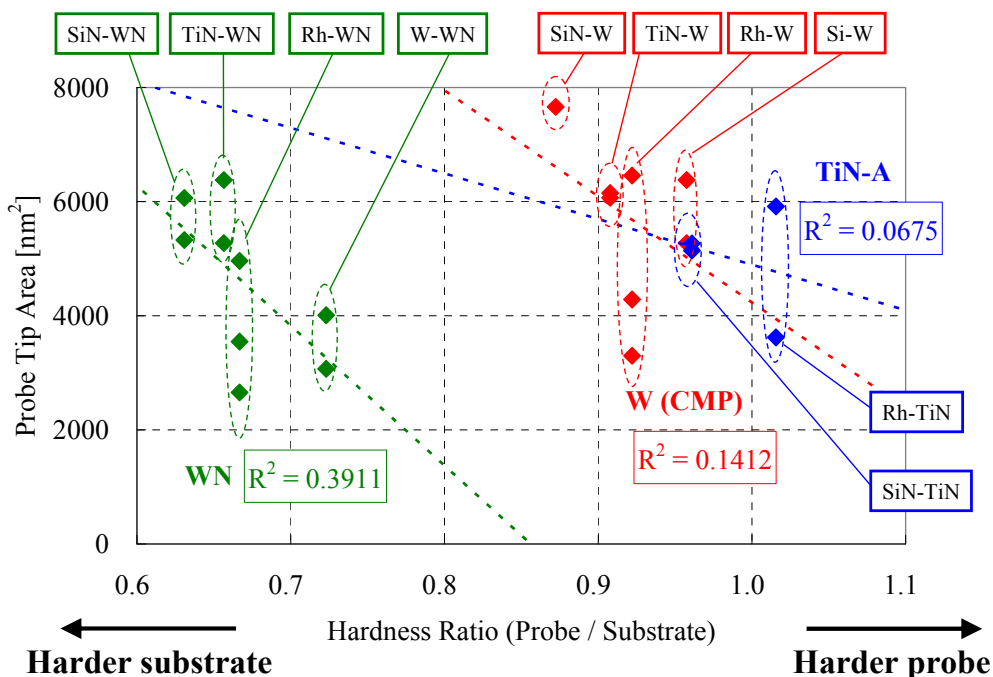 SiN-WN TiN-WN Rh-WN W-WN SiN-W TiN-W Rh-W Si-W
8000
6000
4000
2000
0
Probe Tip Area [nm²]
TiN-A
R² = 0.0675
W (CMP)
R² = 0.1412
WN R² = 0.3911
Rh-TiN
SiN-TiN
0.6 0.7 0.8 0.9 1.0 1.1
Hardness Ratio (Probe / Substrate)
Harder substrate Harder probe